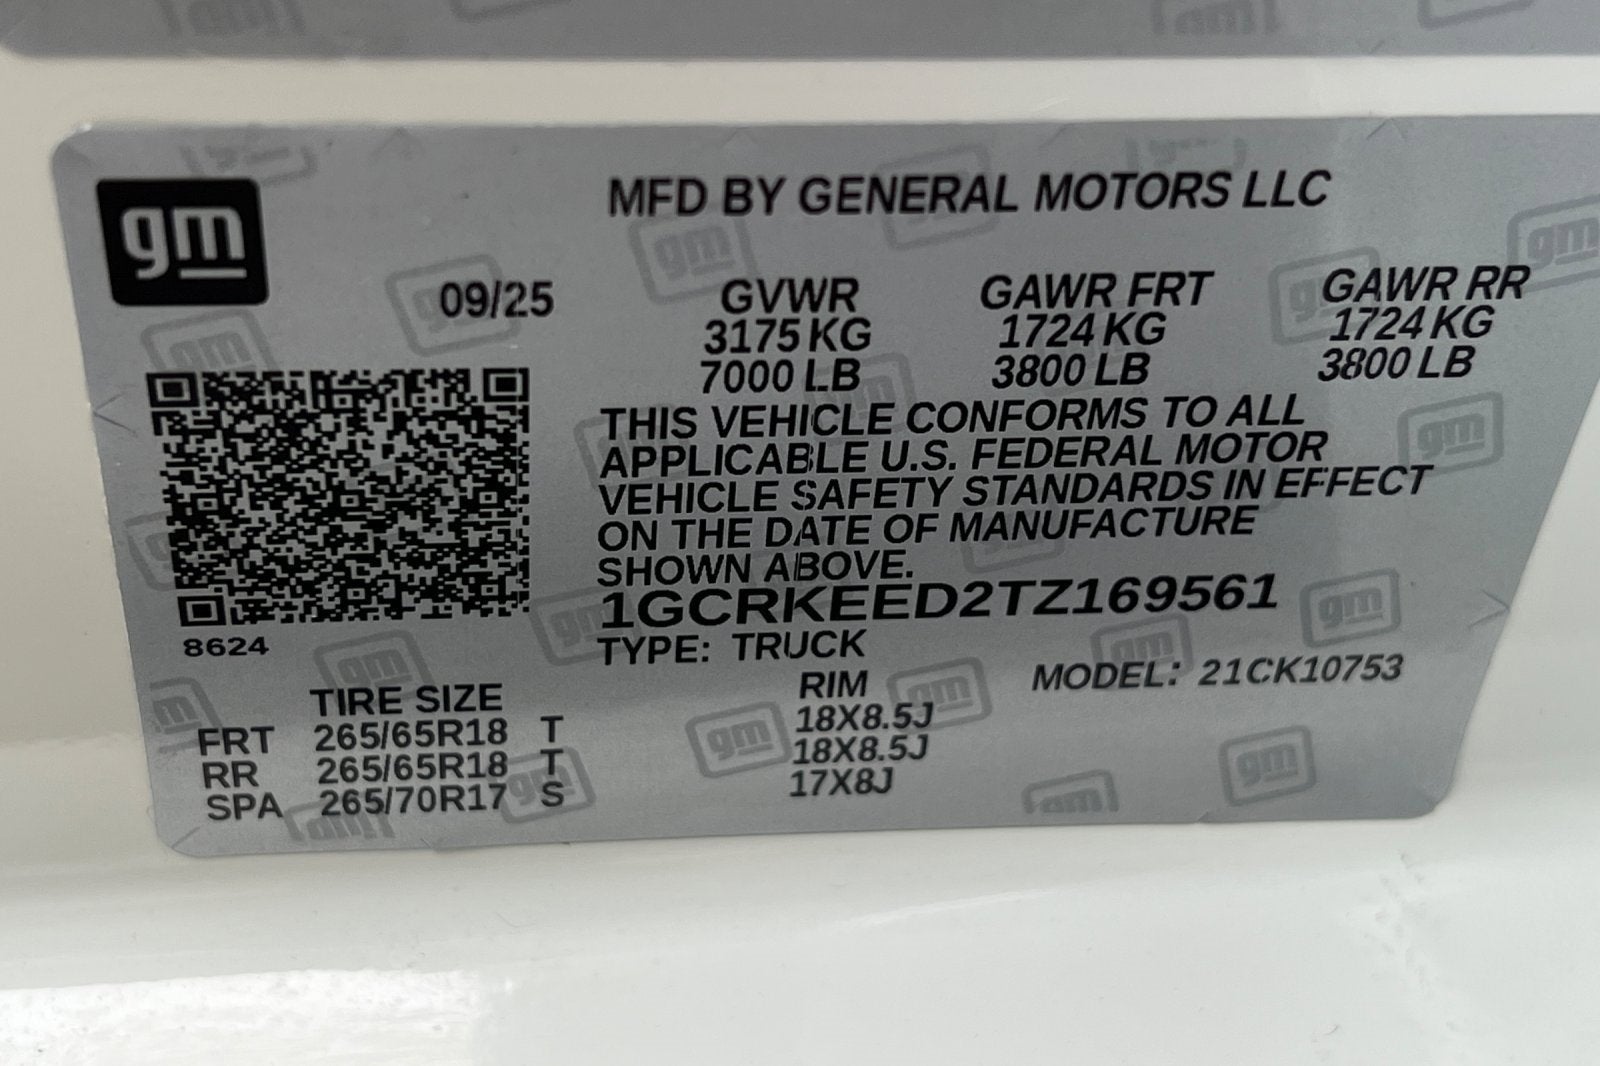 gm
MFD BY GENERAL MOTORS LLC
09/25
GVWR GAWR FRT GAWR RR
3175 KG 1724 KG 1724 KG
7000 LB 3800 LB 3800 LB
THIS VEHICLE CONFORMS TO ALL
APPLICABLE U.S. FEDERAL MOTOR
VEHICLE SAFETY STANDARDS IN EFFECT
ON THE DATE OF MANUFACTURE
SHOWN ABOVE.
1GCRKEED2TZ169561
8624
TYPE: TRUCK
MODEL: 21CK10753
TIRE SIZE RIM
FRT 265/65R18 T 18X8.5J
RR 265/65R18 T 18X8.5J
SPA 265/70R17 S 17X8J